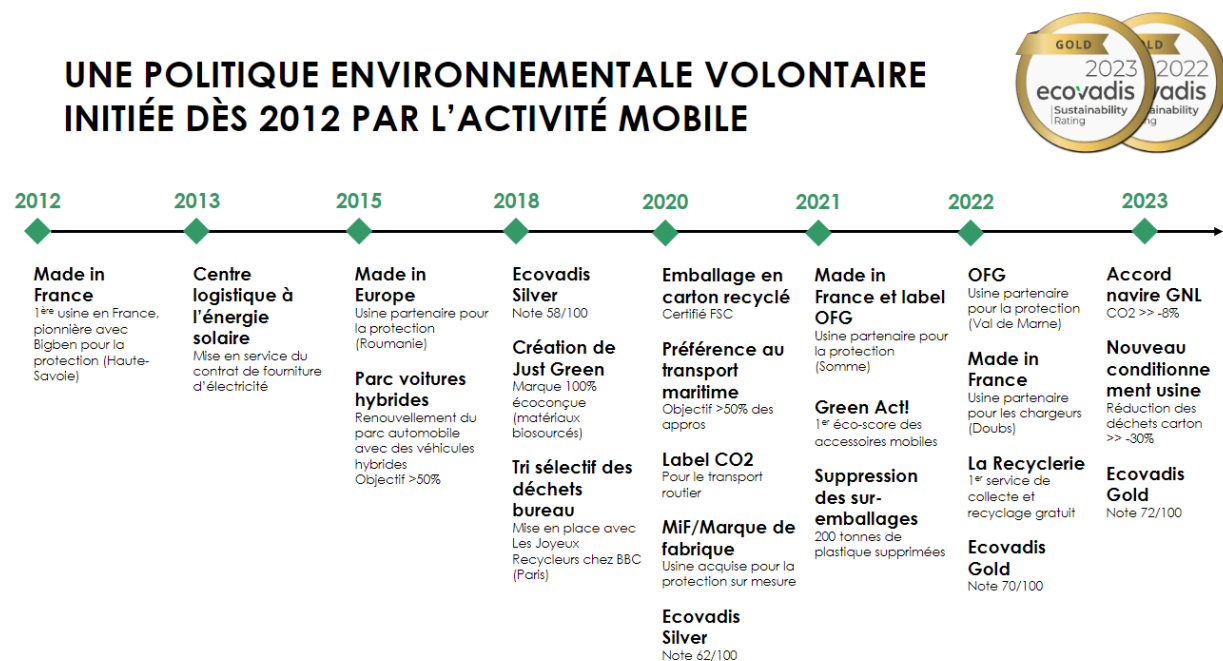 UNE POLITIQUE ENVIRONNEMENTALE VOLONTAIRE
INITIÉE DÈS 2012 PAR L'ACTIVITÉ MOBILE
GOLD
2023
ecovadis
Sustainability
Rating
LD
2022
vadis
ainability
ng
2012
Made in
France
1ère usine en France,
pionnière avec
Bigben pour la
protection (Haute-
Savoie)
2013
Centre
logistique à
l'énergie
solaire
Mise en service du
contrat de fourniture
d'électricité
2015
Made in
Europe
Usine partenaire pour
la protection
(Roumanie)
Parc voitures
hybrides
Renouvellement du
parc automobile
avec des véhicules
hybrides
Objectif >50%
2018
Ecovadis
Silver
Note 58/100
Création de
Just Green
Marque 100%
écoconçue
(matériaux
biosourcés)
Tri sélectif des
déchets
bureau
Mise en place avec
Les Joyeux
Recycleurs chez BBC
(Paris)
2020
Emballage en
carton recyclé
Certifié FSC
Préférence au
transport
maritime
Objectif >50% des
appros
Label CO2
Pour le transport
routier
MiF/Marque de
fabrique
Usine acquise pour la
protection sur mesure
Ecovadis
Silver
Note 62/100
2021
Made in
France et label
OFG
Usine partenaire pour
la protection
(Somme)
Green Act!
1er éco-score des
accessoires mobiles
Suppression
des sur-
emballages
200 tonnes de
plastique supprimées
2022
OFG
Usine partenaire
pour la protection
(Val de Marne)
Made in
France
Usine partenaire
pour les chargeurs
(Doubs)
La Recyclerie
1er service de
collecte et
recyclage gratuit
Ecovadis
Gold
Note 70/100
2023
Accord
navire GNL
CO2 >> -8%
Nouveau
conditionne
ment usine
Réduction des
déchets carton
>> -30%
Ecovadis
Gold
Note 72/100